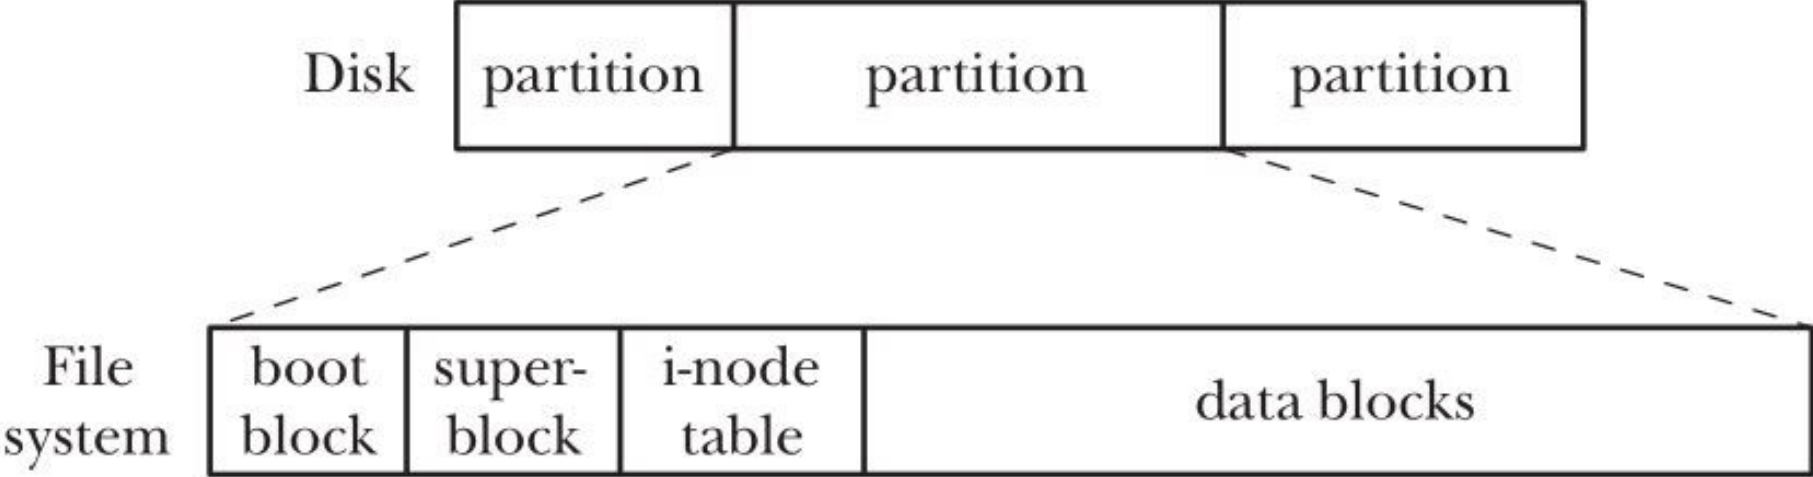 Disk partition partition partition
File system
boot block
super-block
i-node table
data blocks